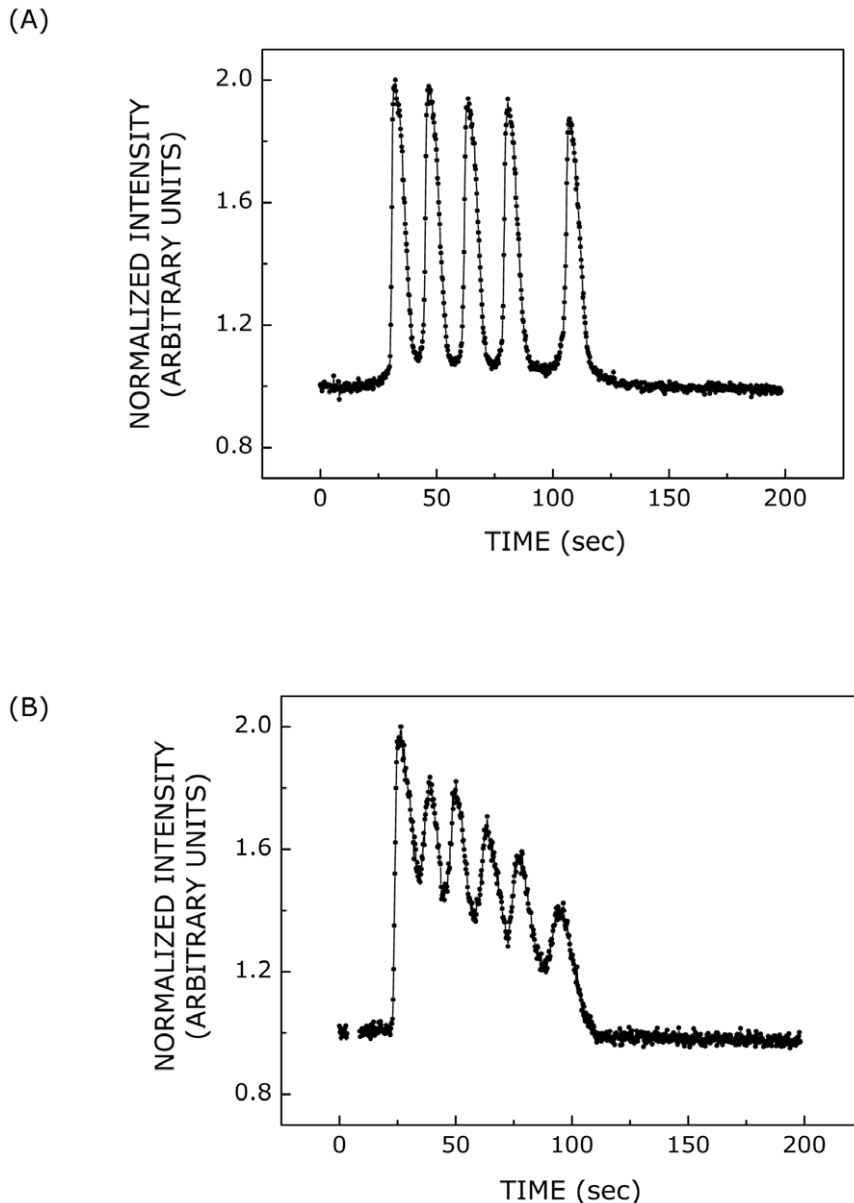 (A)
NORMALIZED INTENSITY
(ARBITRARY UNITS)
2.0
1.6
1.2
0.8
0 50 100 150 200
TIME (sec)
(B)
NORMALIZED INTENSITY
(ARBITRARY UNITS)
2.0
1.6
1.2
0.8
0 50 100 150 200
TIME (sec)